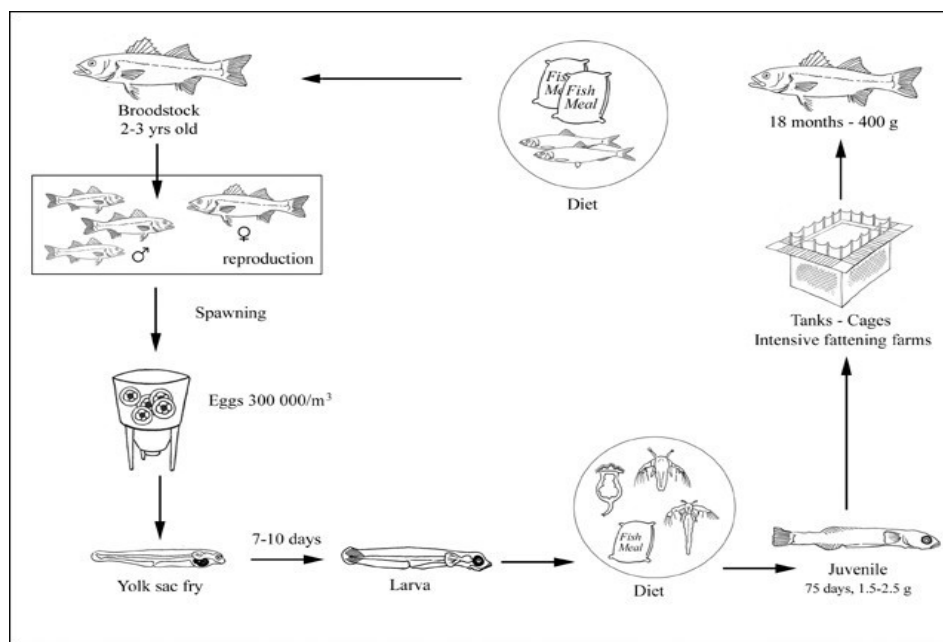 Broodstock
2-3 yrs old
Fish
Me
Fish
Meal
Diet
18 months - 400 g
♂
♀
reproduction
Spawning
Eggs 300 000/m³
Tanks - Cages
Intensive fattening farms
Yolk sac fry
7-10 days
Larva
Fish
Meal
Diet
Juvenile
75 days, 1.5-2.5 g